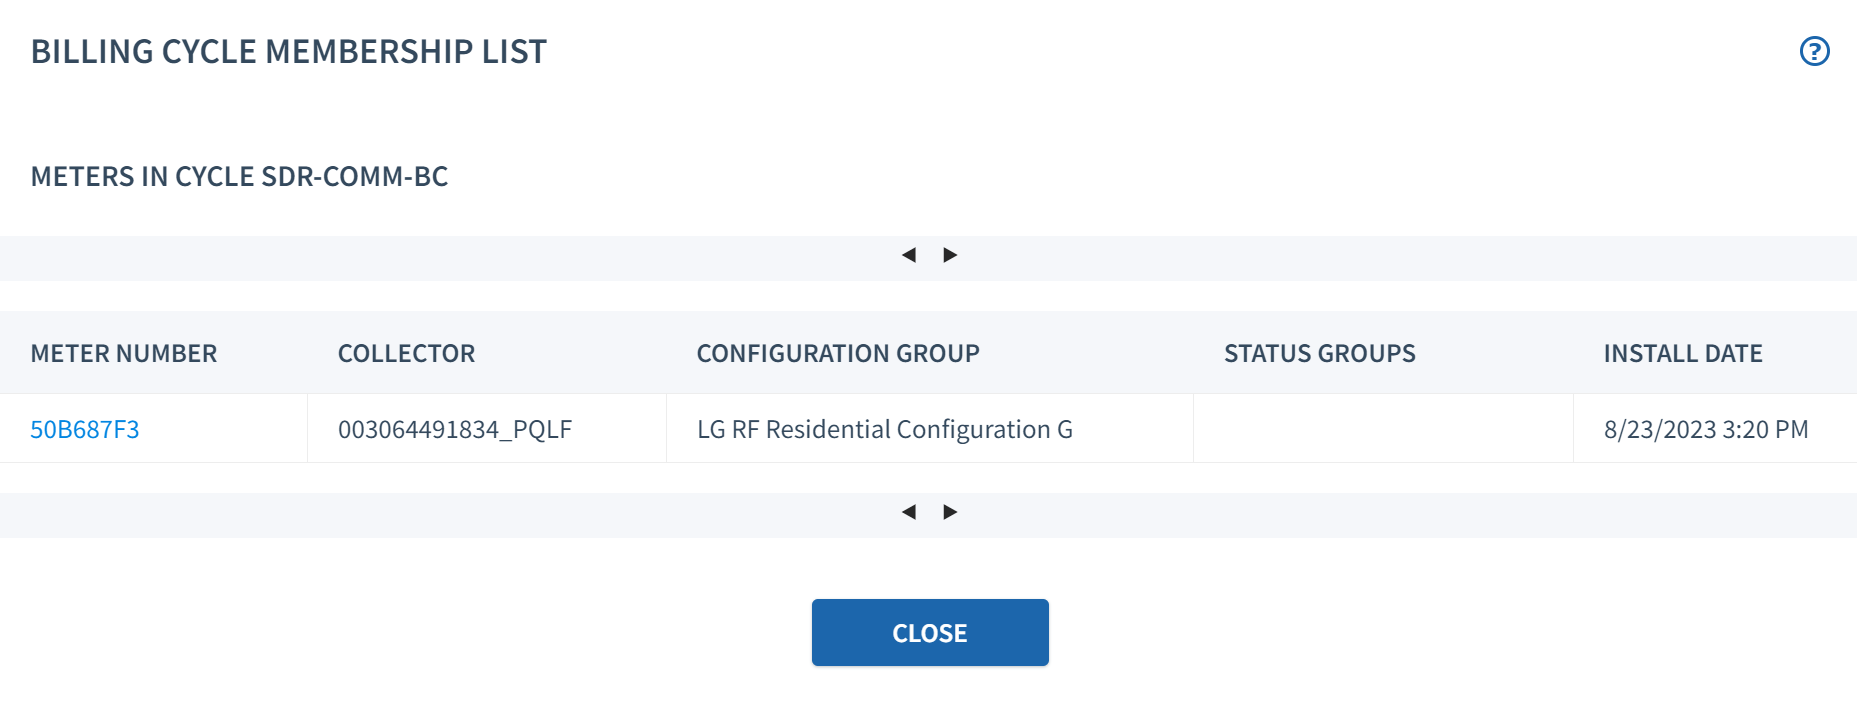 BILLING CYCLE MEMBERSHIP LIST
?
METERS IN CYCLE SDR-COMM-BC
METER NUMBER COLLECTOR CONFIGURATION GROUP STATUS GROUPS INSTALL DATE
50B687F3 003064491834_PQLF LG RF Residential Configuration G 8/23/2023 3:20 PM
CLOSE